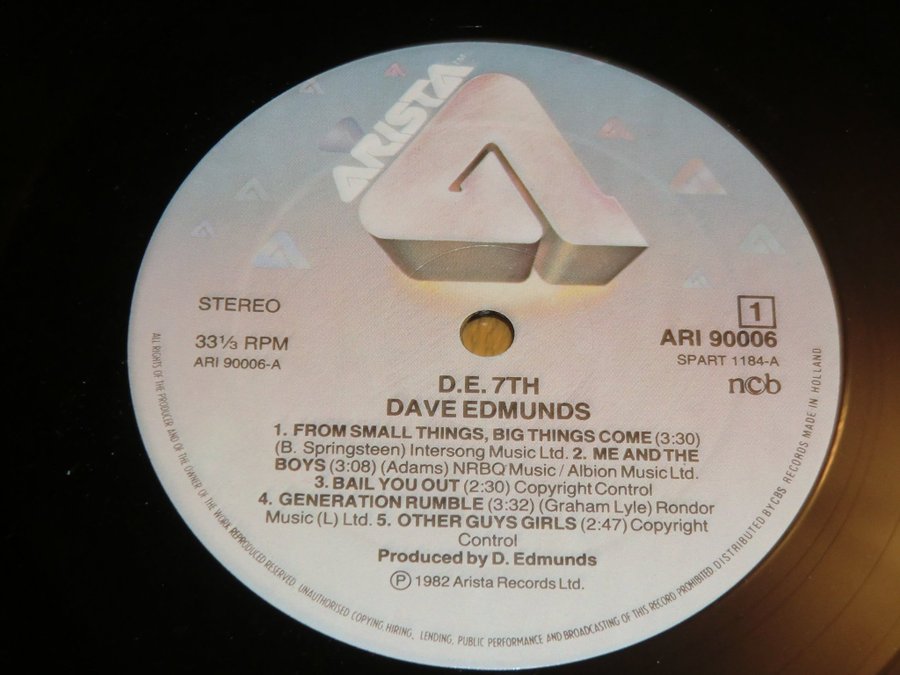 ARISTA™
STEREO
33⅓ RPM
ARI 90006-A
1
ARI 90006
SPART 1184-A
ncb
D.E. 7TH
DAVE EDMUNDS
1. FROM SMALL THINGS, BIG THINGS COME (3:30)
(B. Springsteen) Intersong Music Ltd. 2. ME AND THE
BOYS (3:08) (Adams) NRBQ Music / Albion Music Ltd.
3. BAIL YOU OUT (2:30) Copyright Control
4. GENERATION RUMBLE (3:32) (Graham Lyle) Rondor
Music (L) Ltd. 5. OTHER GUYS GIRLS (2:47) Copyright
Control
Produced by D. Edmunds
℗ 1982 Arista Records Ltd.
ALL RIGHTS OF THE PRODUCER AND OF THE OWNER OF THE WORK REPRODUCED RESERVED. UNAUTHORISED COPYING, HIRING, LENDING, PUBLIC PERFORMANCE AND BROADCASTING OF THIS RECORD PROHIBITED. DISTRIBUTED BY CBS RECORDS MADE IN HOLLAND